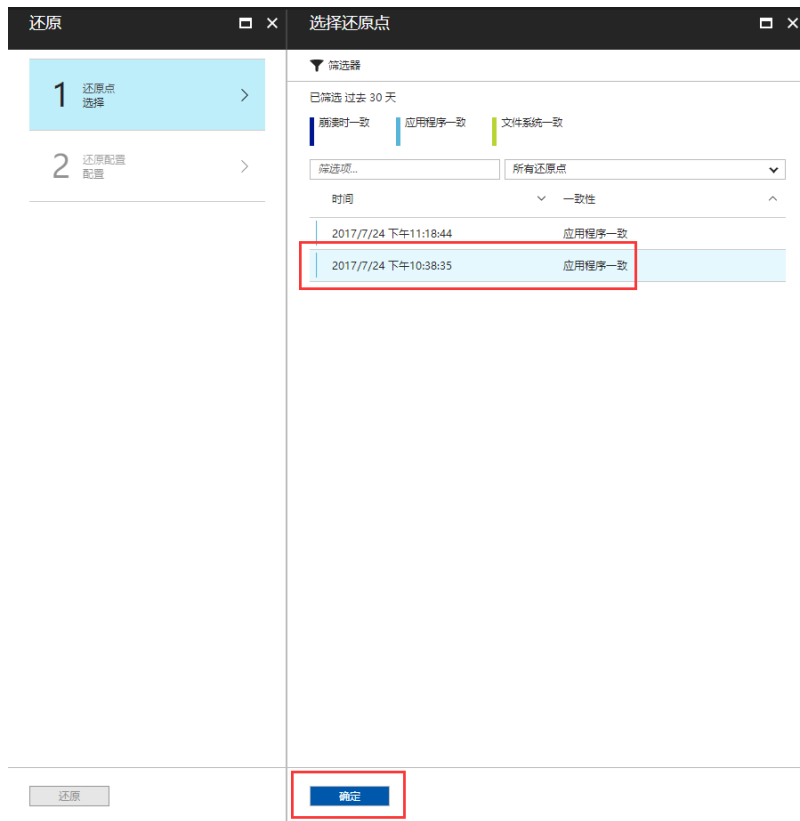 还原
选择还原点
1 还原点
选择
2 还原配置
配置
筛选器
已筛选 过去 30 天
崩溃时一致 应用程序一致 文件系统一致
筛选项... 所有还原点
时间 一致性
2017/7/24 下午11:18:44 应用程序一致
2017/7/24 下午10:38:35 应用程序一致
还原 确定